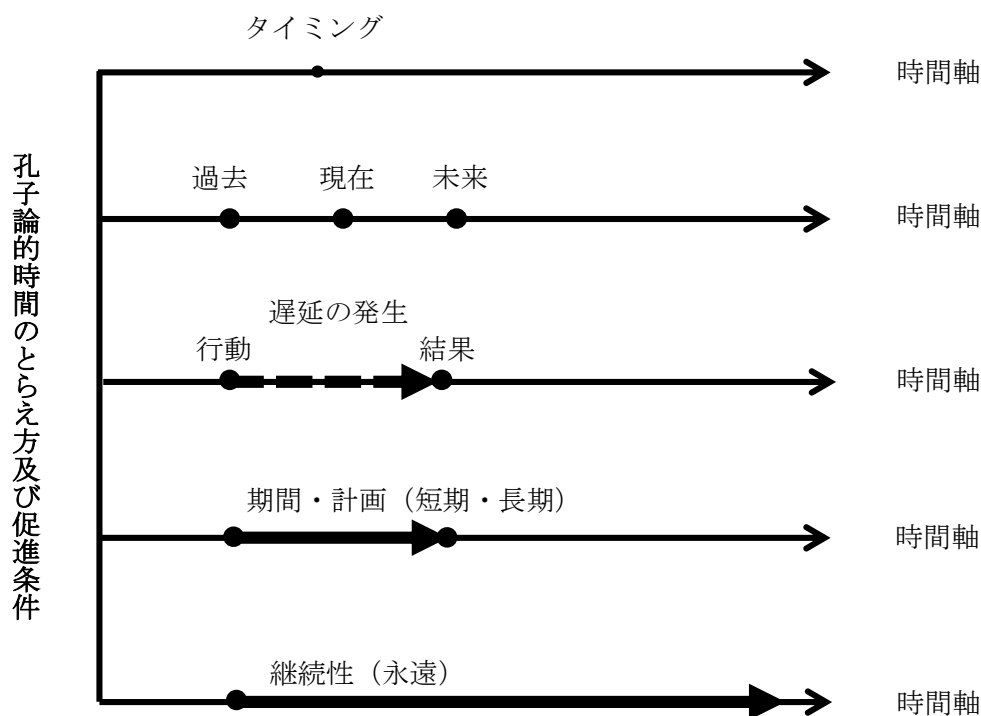 孔子論的時間のとらえ方及び促進条件
タイミング
時間軸
過去 現在 未来
時間軸
遅延の発生
行動 結果
時間軸
期間・計画（短期・長期）
時間軸
継続性（永遠）
時間軸